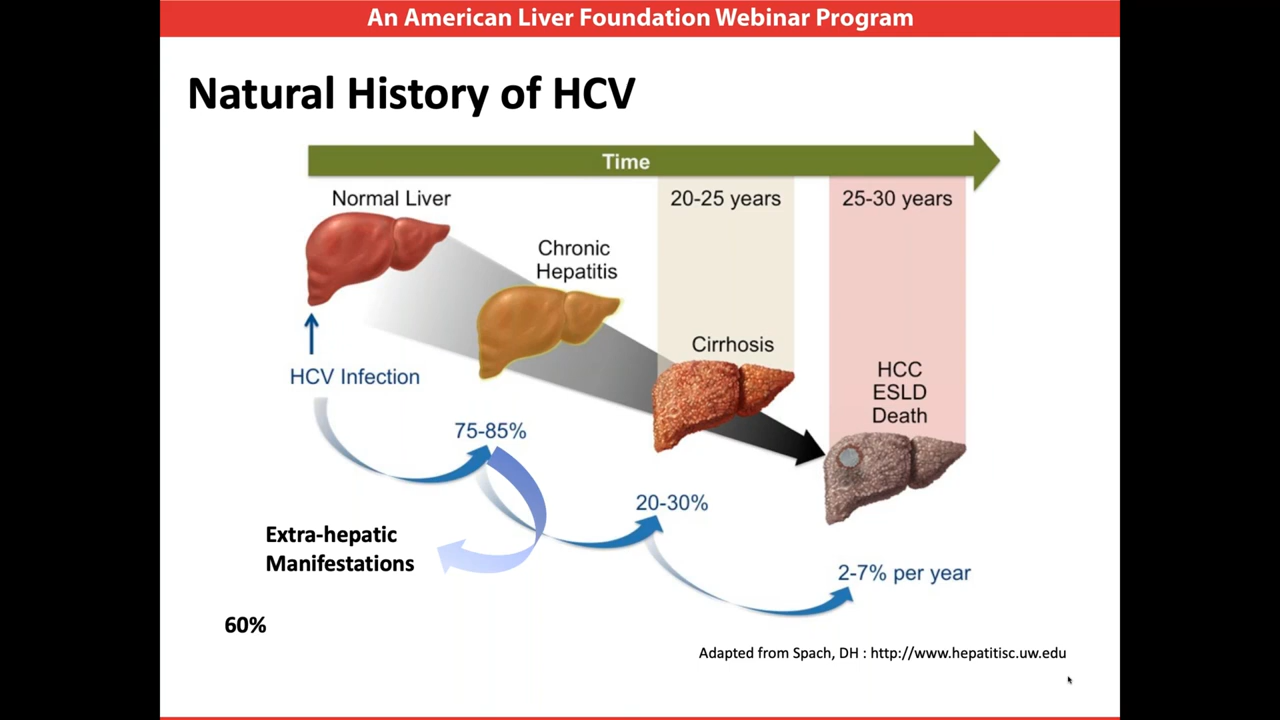 An American Liver Foundation Webinar Program
Natural History of HCV
Time
Normal Liver
20-25 years
25-30 years
Chronic
Hepatitis
Cirrhosis
HCC
ESLD
Death
HCV Infection
75-85%
20-30%
Extra-hepatic
Manifestations
2-7% per year
60%
Adapted from Spach, DH : http://www.hepatitisc.uw.edu